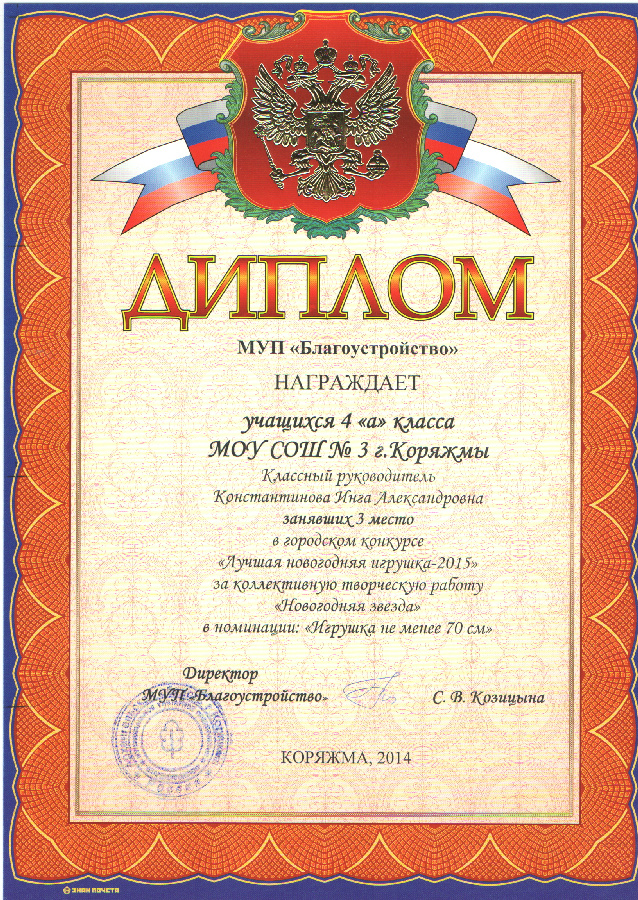 ДИПЛОМ
МУП «Благоустройство»
НАГРАЖДАЕТ
учащихся 4 «а» класса
МОУ СОШ № 3 г.Коряжмы
Классный руководитель
Константинова Инга Александровна
занявших 3 место
в городском конкурсе
«Лучшая новогодняя игрушка-2015»
за коллективную творческую работу
«Новогодняя звезда»
в номинации: «Игрушка не менее 70 см»
Директор
МУП «Благоустройство»
С. В. Козицына
КОРЯЖМА, 2014
ЗНАК ПОЧЕТА